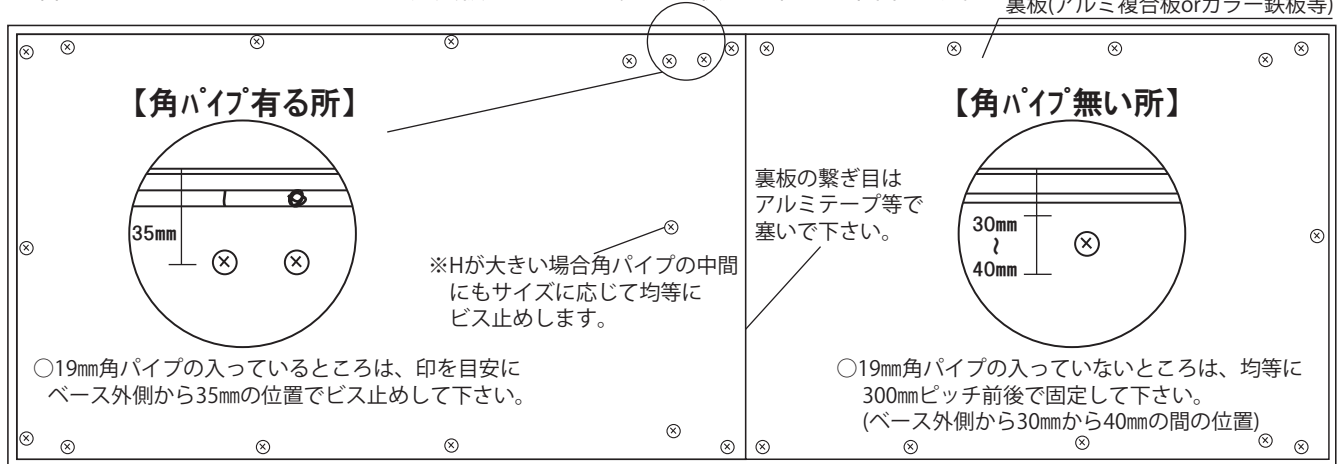 裏板(アルミ複合板orカラー鉄板等)
【角ﾊﾟｲﾌﾟ有る所】
35mm
※Hが大きい場合角パイプの中間
にもサイズに応じて均等に
ビス止めします。
○19㎜角パイプの入っているところは、印を目安に
ベース外側から35㎜の位置でビス止めして下さい。
裏板の繋ぎ目は
アルミテープ等で
塞いで下さい。
【角ﾊﾟｲﾌﾟ無い所】
30mm
~
40mm
○19㎜角パイプの入っていないところは、均等に
300㎜ピッチ前後で固定して下さい。
(ベース外側から30㎜から40㎜の間の位置)